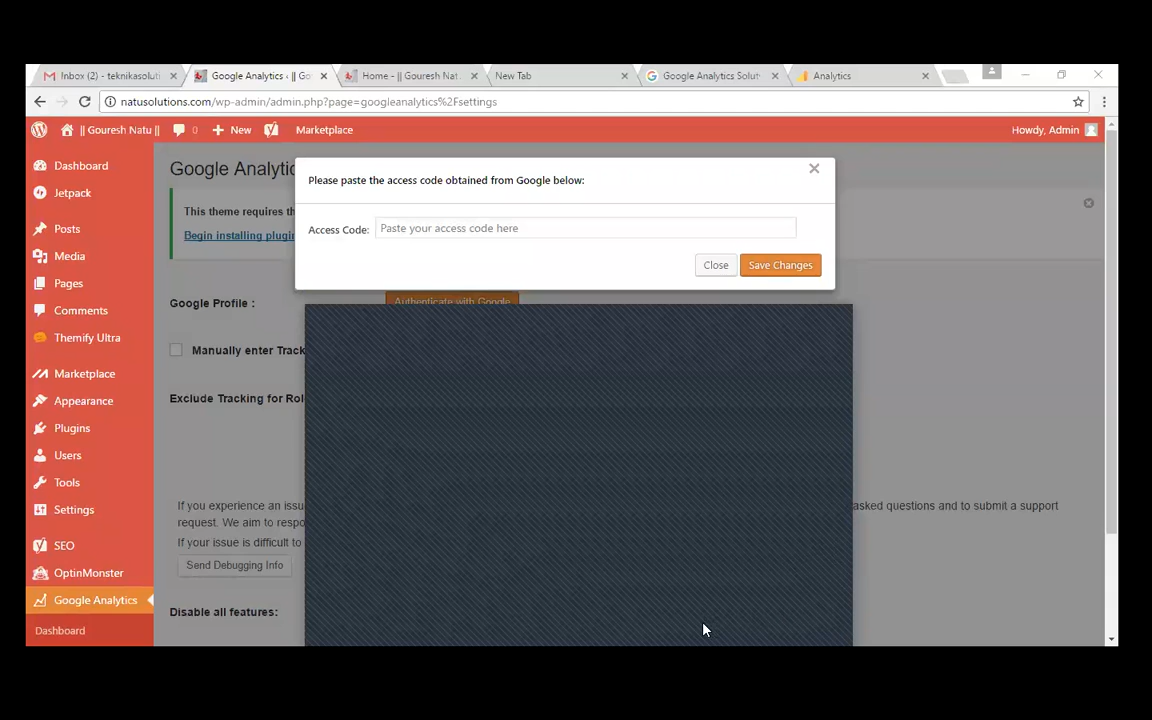 Inbox (2) - teknikasoluti
Google Analytics ‹ || Go
Home - || Gouresh Nat
New Tab
Google Analytics Solut
Analytics
natusolutions.com/wp-admin/admin.php?page=googleanalytics%2Fsettings
|| Gouresh Natu ||
0
New
Marketplace
Howdy, Admin
Dashboard
Jetpack
Posts
Media
Pages
Comments
Themify Ultra
Marketplace
Appearance
Plugins
Users
Tools
Settings
SEO
OptinMonster
Google Analytics
Dashboard
Google Analytic
This theme requires th
Begin installing plugin
Please paste the access code obtained from Google below:
Access Code:
Paste your access code here
Close
Save Changes
Google Profile :
Authenticate with Google
Manually enter Track
Exclude Tracking for Rol
If you experience an issu
asked questions and to submit a support
request. We aim to respo
If your issue is difficult to
Send Debugging Info
Disable all features: